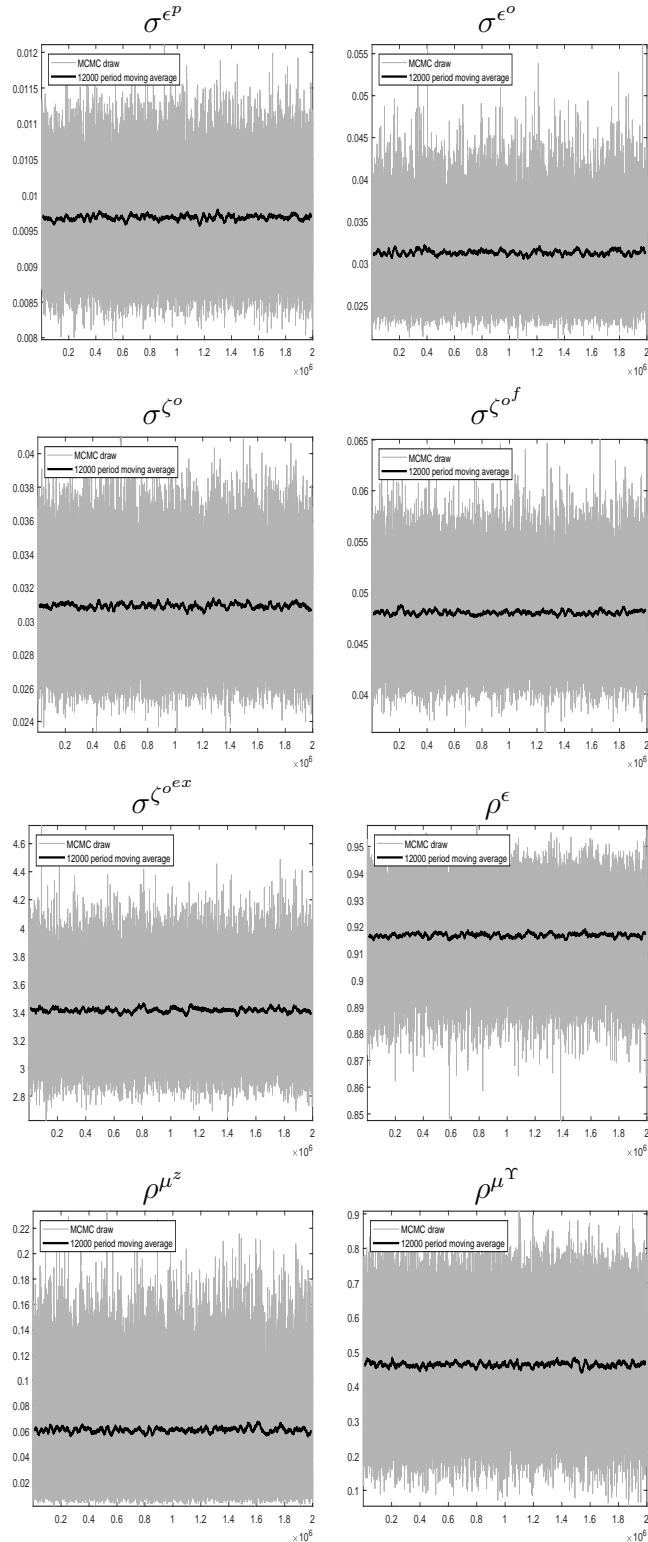 σ^{ϵ^p}
0.012
0.0115
0.011
0.0105
0.01
0.0095
0.009
0.0085
0.008
MCMC draw
12000 period moving average
0.2 0.4 0.6 0.8 1 1.2 1.4 1.6 1.8 2
×10^6
σ^{ϵ^o}
0.055
0.05
0.045
0.04
0.035
0.03
0.025
MCMC draw
12000 period moving average
0.2 0.4 0.6 0.8 1 1.2 1.4 1.6 1.8 2
×10^6
σ^{ζ^o}
0.04
0.038
0.036
0.034
0.032
0.03
0.028
0.026
0.024
MCMC draw
12000 period moving average
0.2 0.4 0.6 0.8 1 1.2 1.4 1.6 1.8 2
×10^6
σ^{ζ^{o^f}}
0.065
0.06
0.055
0.05
0.045
0.04
MCMC draw
12000 period moving average
0.2 0.4 0.6 0.8 1 1.2 1.4 1.6 1.8 2
×10^6
σ^{ζ^{o^{ex}}}
4.6
4.4
4.2
4
3.8
3.6
3.4
3.2
3
2.8
MCMC draw
12000 period moving average
0.2 0.4 0.6 0.8 1 1.2 1.4 1.6 1.8 2
×10^6
ρ^ϵ
0.95
0.94
0.93
0.92
0.91
0.9
0.89
0.88
0.87
0.86
0.85
MCMC draw
12000 period moving average
0.2 0.4 0.6 0.8 1 1.2 1.4 1.6 1.8 2
×10^6
ρ^{μ^z}
0.22
0.2
0.18
0.16
0.14
0.12
0.1
0.08
0.06
0.04
0.02
MCMC draw
12000 period moving average
0.2 0.4 0.6 0.8 1 1.2 1.4 1.6 1.8 2
×10^6
ρ^{μ^Υ}
0.9
0.8
0.7
0.6
0.5
0.4
0.3
0.2
0.1
MCMC draw
12000 period moving average
0.2 0.4 0.6 0.8 1 1.2 1.4 1.6 1.8 2
×10^6